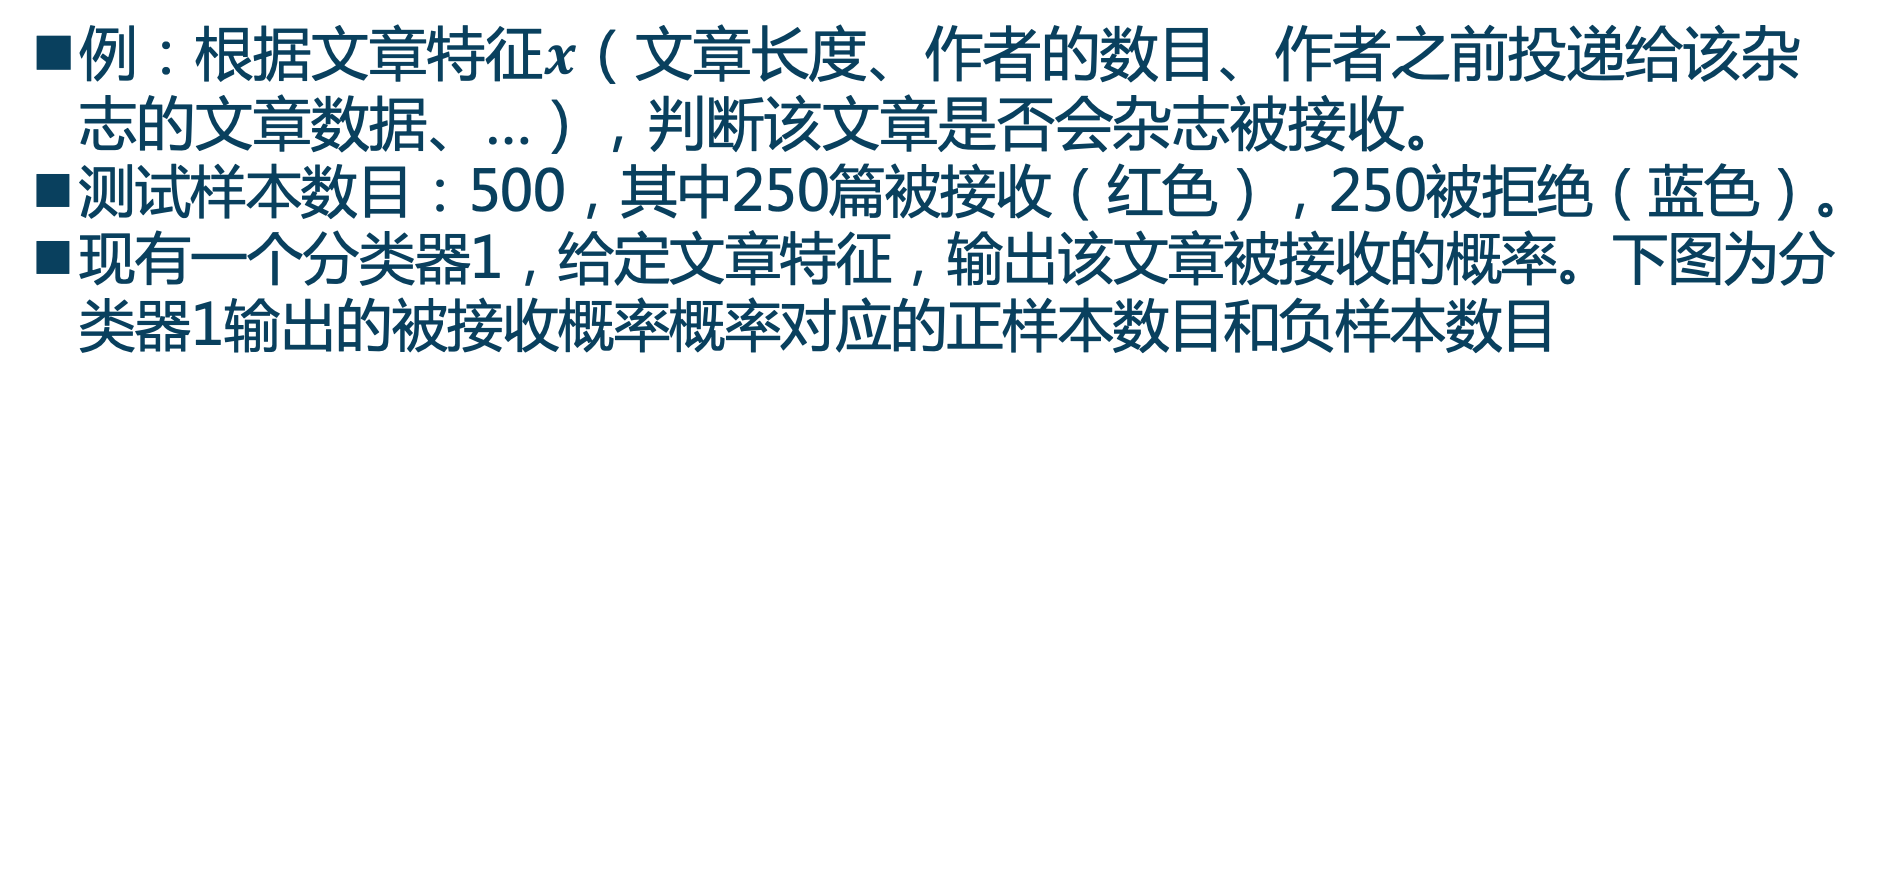 ■例：根据文章特征x（文章长度、作者的数目、作者之前投递给该杂
志的文章数据、…），判断该文章是否会杂志被接收。
■测试样本数目：500，其中250篇被接收（红色），250被拒绝（蓝色）。
■现有一个分类器1，给定文章特征，输出该文章被接收的概率。下图为分
类器1输出的被接收概率概率对应的正样本数目和负样本数目